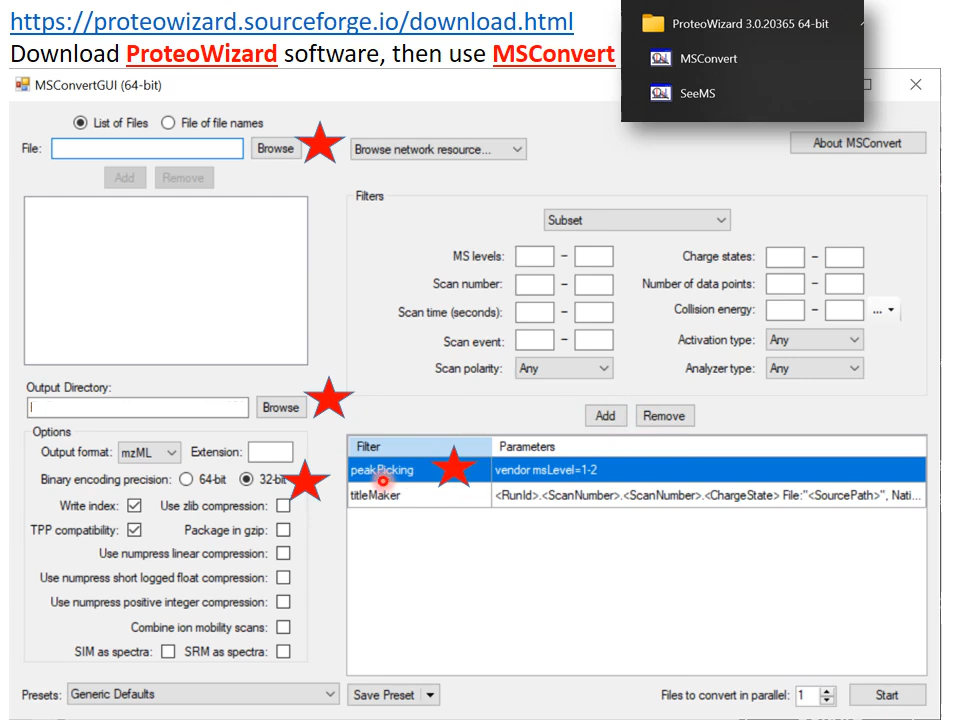 https://proteowizard.sourceforge.io/download.html
Download ProteoWizard software, then use MSConvert
ProteoWizard 3.0.20365 64-bit
MSConvert
SeeMS
MSConvertGUI (64-bit)
List of Files File of file names
File: Browse Browse network resource... About MSConvert
Add Remove
Filters
Subset
MS levels: – Charge states: –
Scan number: – Number of data points: –
Scan time (seconds): – Collision energy: – ...
Scan event: – Activation type: Any
Scan polarity: Any Analyzer type: Any
Output Directory:
Browse
Add Remove
Options
Output format: mzML Extension:
Binary encoding precision: 64-bit 32-bit
Write index: Use zlib compression:
TPP compatibility: Package in gzip:
Use numpress linear compression:
Use numpress short logged float compression:
Use numpress positive integer compression:
Combine ion mobility scans:
SIM as spectra: SRM as spectra:
Filter Parameters
peakPicking vendor msLevel=1-2
titleMaker <RunId>.<ScanNumber>.<ScanNumber>.<ChargeState> File:"<SourcePath>", Nati...
Presets: Generic Defaults Save Preset Files to convert in parallel: 1 Start